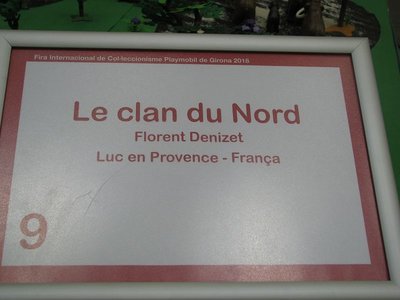 Fira Internacional de Col·leccionisme Playmobil de Girona 2018
Le clan du Nord
Florent Denizet
Luc en Provence - França
9